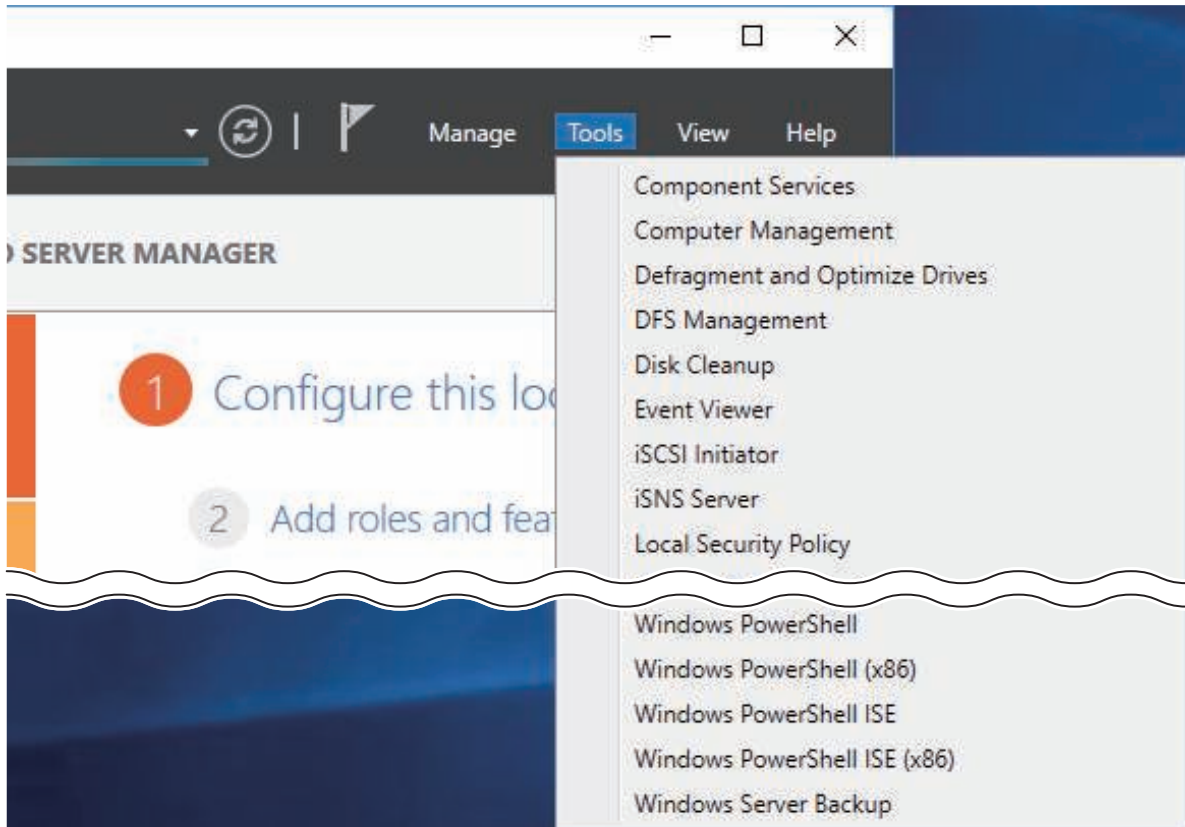 Manage Tools View Help
SERVER MANAGER
1 Configure this
2 Add roles and
Component Services
Computer Management
Defragment and Optimize Drives
DFS Management
Disk Cleanup
Event Viewer
iSCSI Initiator
iSNS Server
Local Security Policy
Windows PowerShell
Windows PowerShell (x86)
Windows PowerShell ISE
Windows PowerShell ISE (x86)
Windows Server Backup